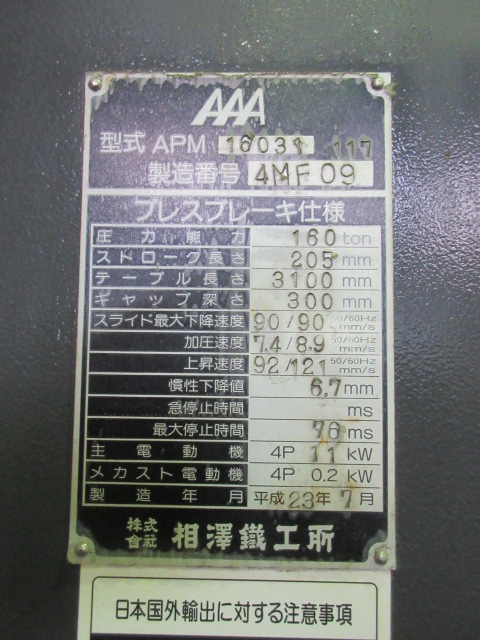 AAA
型式 APM 16031 117
製造番号 4MF09
プレスブレーキ仕様
圧力能力 160 ton
ストローク長さ 205 mm
テーブル長さ 3100 mm
ギャップ深さ 300 mm
スライド最大下降速度 90/90 50/60Hz mm/s
加圧速度 7.4/8.9 50/60Hz mm/s
上昇速度 92/121 50/60Hz mm/s
慣性下降値 6.7 mm
急停止時間 ms
最大停止時間 76 ms
主電動機 4P 11 kW
メカスト電動機 4P 0.2 kW
製造年月 平成23年7月
株式会社 相澤鐵工所
日本国外輸出に対する注意事項